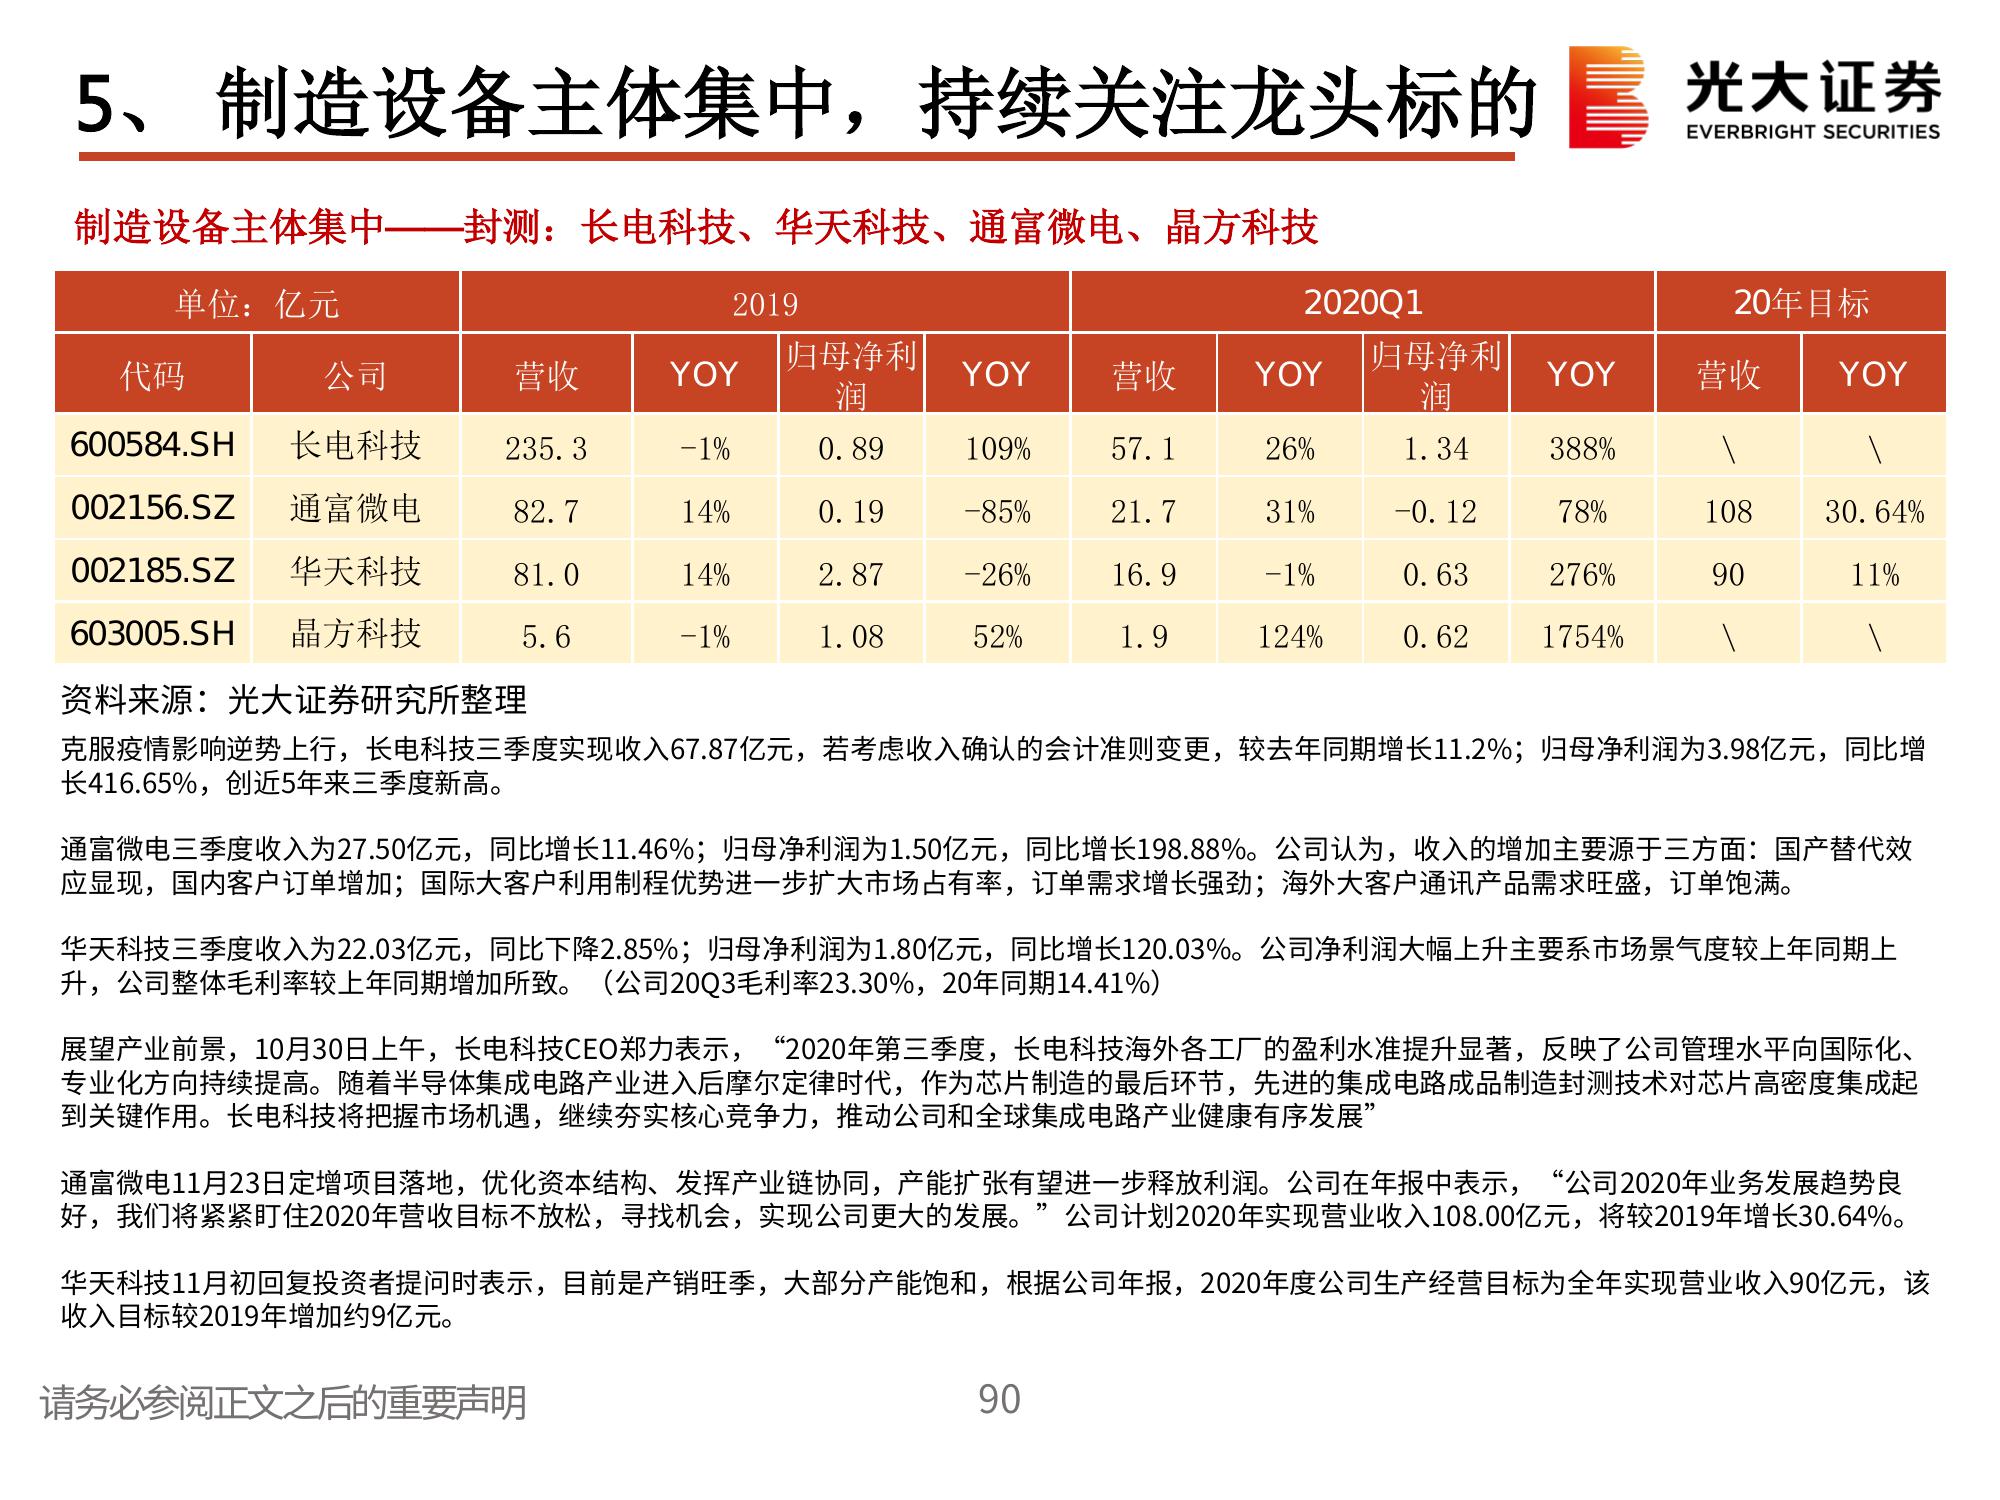 5、 制造设备主体集中，持续关注龙头标的
光大证券
EVERBRIGHT SECURITIES
制造设备主体集中——封测：长电科技、华天科技、通富微电、晶方科技
单位：亿元 2019 2020Q1 20年目标
代码 公司 营收 YOY 归母净利润 YOY 营收 YOY 归母净利润 YOY 营收 YOY
600584.SH 长电科技 235.3 -1% 0.89 109% 57.1 26% 1.34 388% \ \
002156.SZ 通富微电 82.7 14% 0.19 -85% 21.7 31% -0.12 78% 108 30.64%
002185.SZ 华天科技 81.0 14% 2.87 -26% 16.9 -1% 0.63 276% 90 11%
603005.SH 晶方科技 5.6 -1% 1.08 52% 1.9 124% 0.62 1754% \ \
资料来源：光大证券研究所整理
克服疫情影响逆势上行，长电科技三季度实现收入67.87亿元，若考虑收入确认的会计准则变更，较去年同期增长11.2%；归母净利润为3.98亿元，同比增
长416.65%，创近5年来三季度新高。
通富微电三季度收入为27.50亿元，同比增长11.46%；归母净利润为1.50亿元，同比增长198.88%。公司认为，收入的增加主要源于三方面：国产替代效
应显现，国内客户订单增加；国际大客户利用制程优势进一步扩大市场占有率，订单需求增长强劲；海外大客户通讯产品需求旺盛，订单饱满。
华天科技三季度收入为22.03亿元，同比下降2.85%；归母净利润为1.80亿元，同比增长120.03%。公司净利润大幅上升主要系市场景气度较上年同期上
升，公司整体毛利率较上年同期增加所致。（公司20Q3毛利率23.30%，20年同期14.41%）
展望产业前景，10月30日上午，长电科技CEO郑力表示，“2020年第三季度，长电科技海外各工厂的盈利水准提升显著，反映了公司管理水平向国际化、
专业化方向持续提高。随着半导体集成电路产业进入后摩尔定律时代，作为芯片制造的最后环节，先进的集成电路成品制造封测技术对芯片高密度集成起
到关键作用。长电科技将把握市场机遇，继续夯实核心竞争力，推动公司和全球集成电路产业健康有序发展”
通富微电11月23日定增项目落地，优化资本结构、发挥产业链协同，产能扩张有望进一步释放利润。公司在年报中表示，“公司2020年业务发展趋势良
好，我们将紧紧盯住2020年营收目标不放松，寻找机会，实现公司更大的发展。”公司计划2020年实现营业收入108.00亿元，将较2019年增长30.64%。
华天科技11月初回复投资者提问时表示，目前是产销旺季，大部分产能饱和，根据公司年报，2020年度公司生产经营目标为全年实现营业收入90亿元，该
收入目标较2019年增加约9亿元。
请务必参阅正文之后的重要声明 90